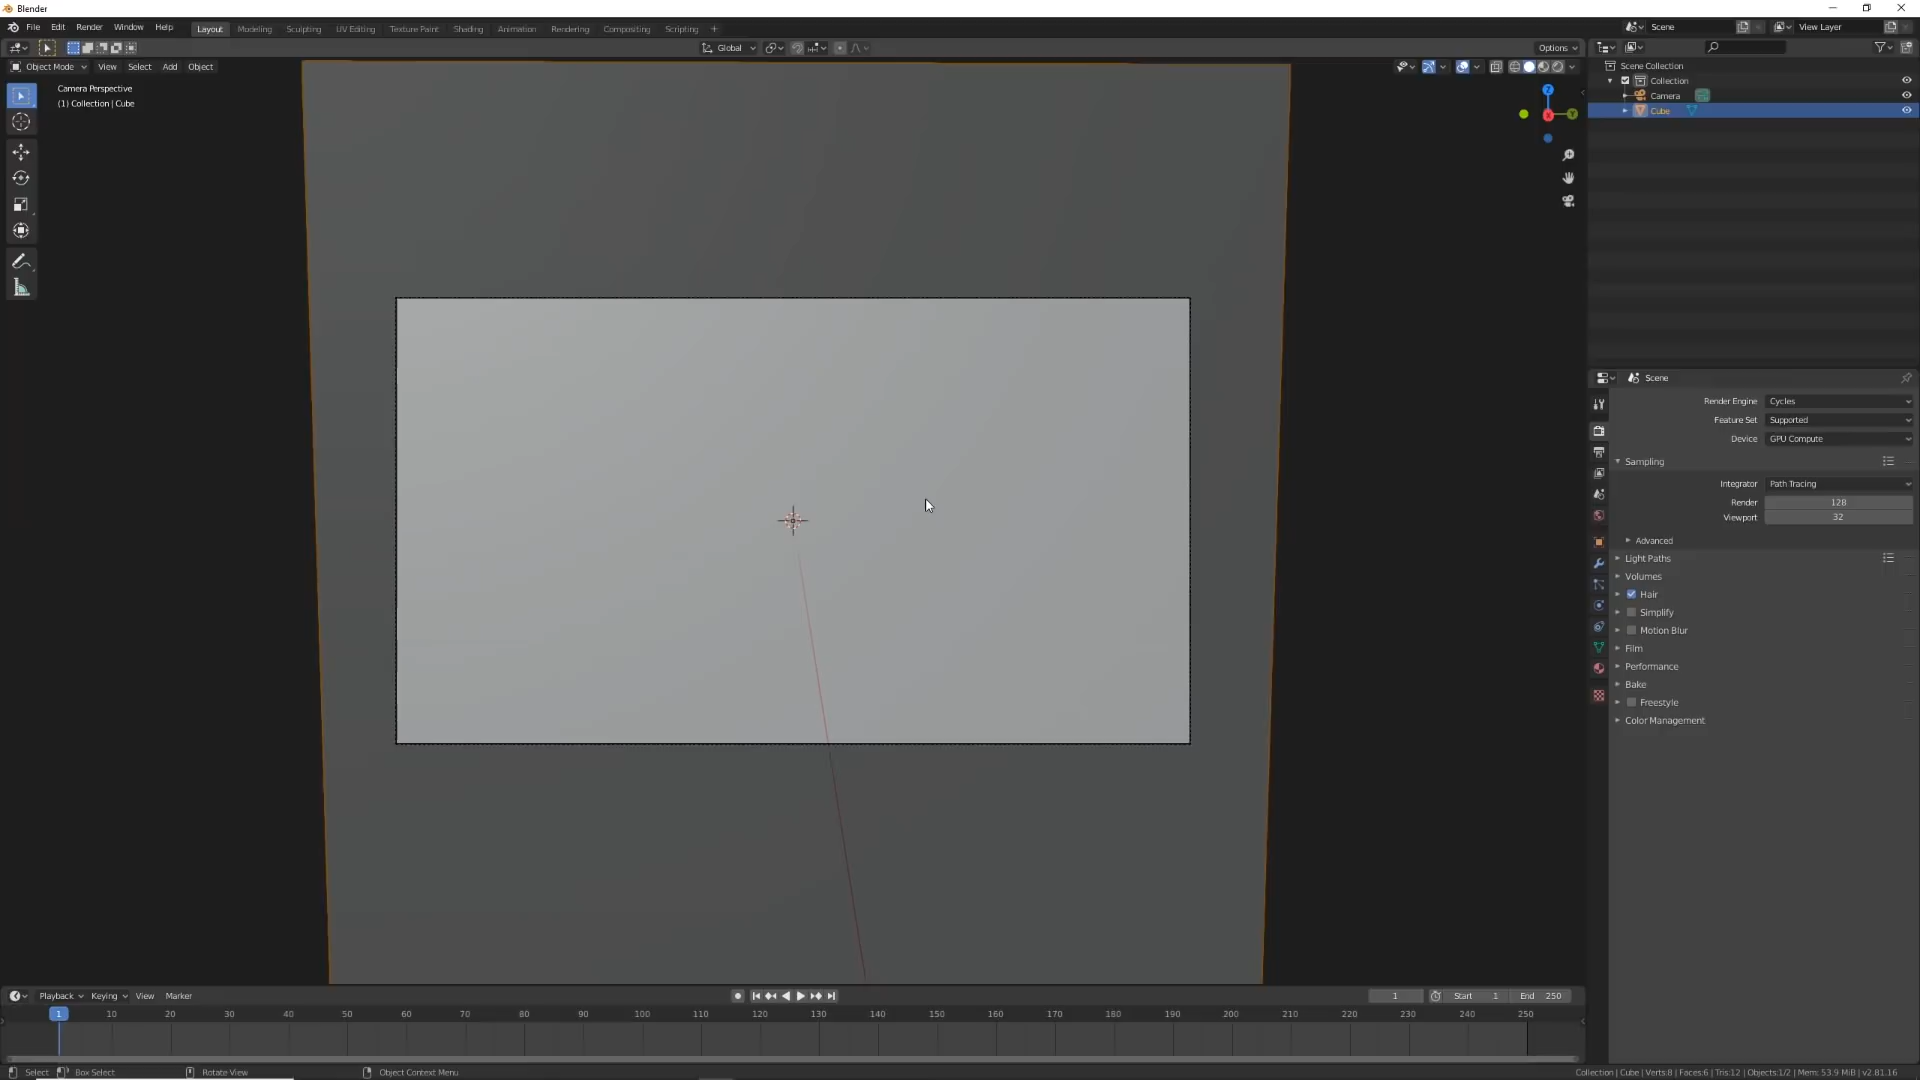 Blender
File Edit Render Window Help
Layout Modeling Sculpting UV Editing Texture Paint Shading Animation Rendering Compositing Scripting +
Scene
View Layer
Global
Options
Object Mode View Select Add Object
Camera Perspective
(1) Collection | Cube
Z
X
Y
Scene Collection
Collection
Camera
Cube
Scene
Render Engine Cycles
Feature Set Supported
Device GPU Compute
Sampling
Integrator Path Tracing
Render 128
Viewport 32
Advanced
Light Paths
Volumes
Hair
Simplify
Motion Blur
Film
Performance
Bake
Freestyle
Color Management
Playback Keying View Marker
1 Start 1 End 250
1 10 20 30 40 50 60 70 80 90 100 110 120 130 140 150 160 170 180 190 200 210 220 230 240 250
Select Box Select Rotate View Object Context Menu
Collection | Cube | Verts:8 | Faces:6 | Tris:12 | Objects:1/2 | Mem: 53.9 MiB | v2.81.16